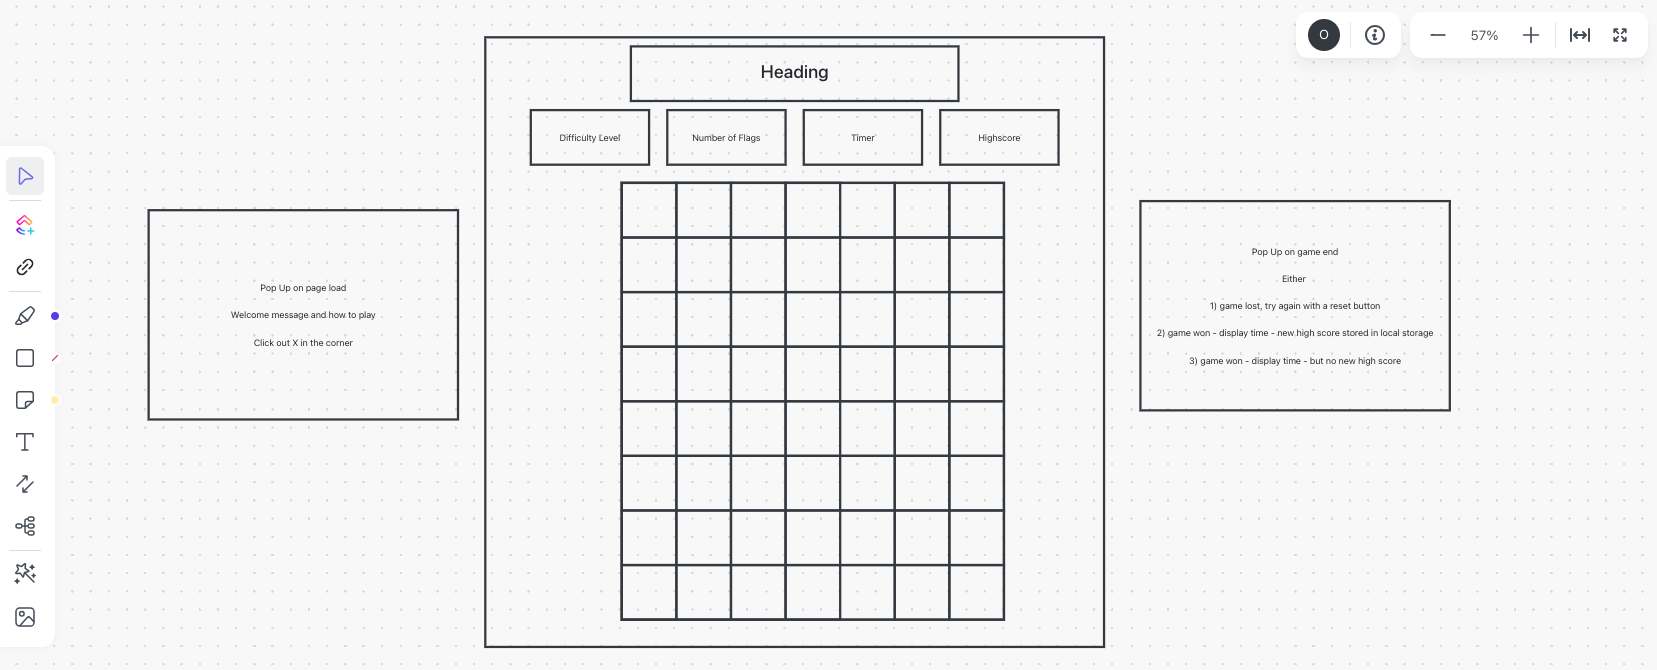 O
57%
Heading
Difficulty Level
Number of Flags
Timer
Highscore
Pop Up on page load
Welcome message and how to play
Click out X in the corner
Pop Up on game end
Either
1) game lost, try again with a reset button
2) game won - display time - new high score stored in local storage
3) game won - display time - but no new high score